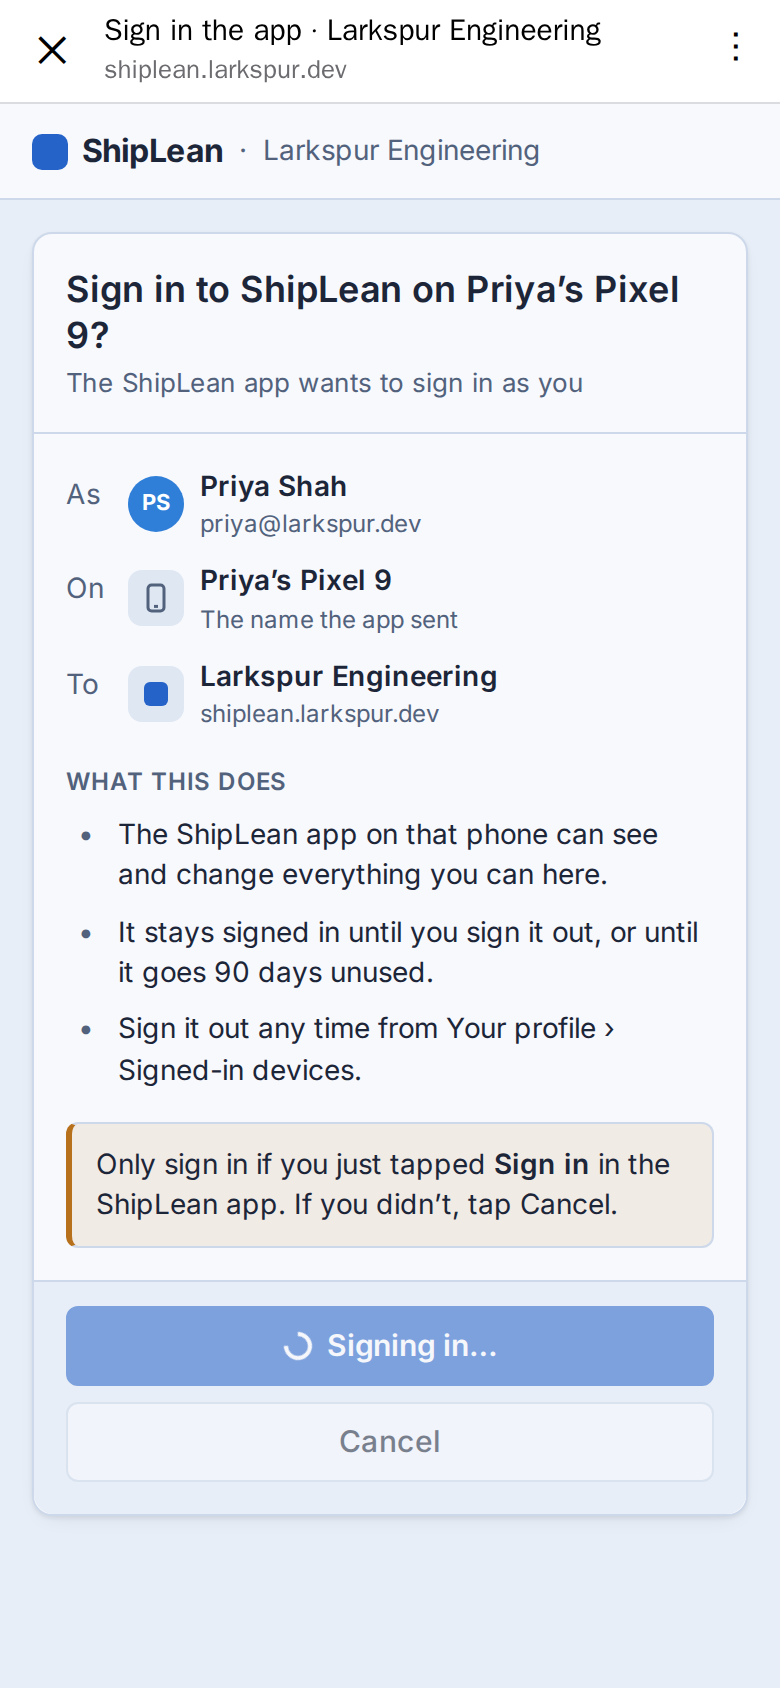 Sign in the app · Larkspur Engineering
shiplean.larkspur.dev
ShipLean · Larkspur Engineering
Sign in to ShipLean on Priya’s Pixel
9?
The ShipLean app wants to sign in as you
As
PS
Priya Shah
priya@larkspur.dev
On
Priya’s Pixel 9
The name the app sent
To
Larkspur Engineering
shiplean.larkspur.dev
WHAT THIS DOES
• The ShipLean app on that phone can see
and change everything you can here.
• It stays signed in until you sign it out, or until
it goes 90 days unused.
• Sign it out any time from Your profile ›
Signed-in devices.
Only sign in if you just tapped Sign in in the
ShipLean app. If you didn’t, tap Cancel.
Signing in…
Cancel